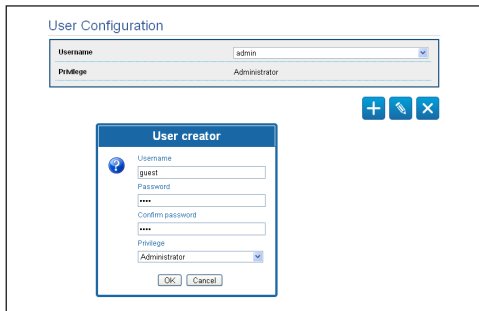 User Configuration
Username admin
Privilege Administrator
User creator
Username
guest
Password
••••
Confirm password
••••
Privilege
Administrator
OK Cancel